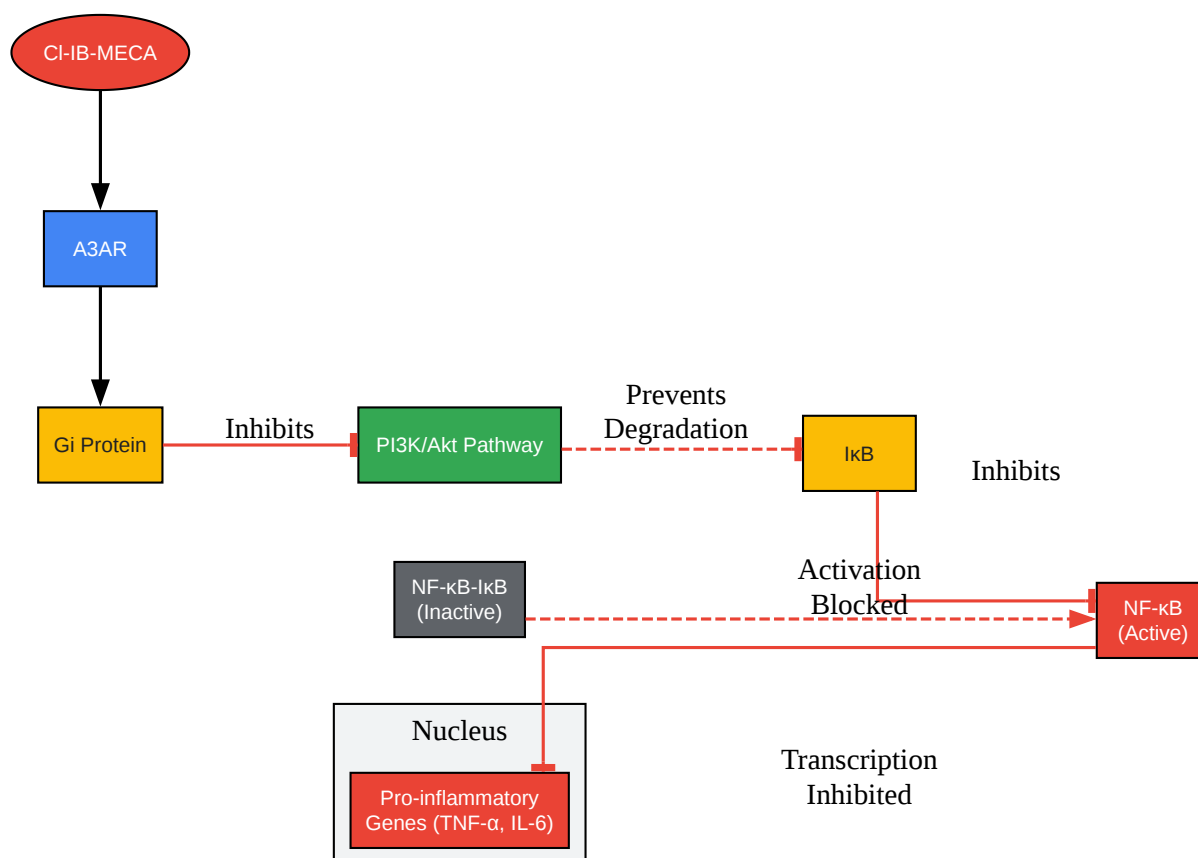 Cl-IB-MECA
A3AR
Gi Protein
Inhibits
PI3K/Akt Pathway
Prevents
Degradation
IκB
Inhibits
NF-κB-IκB
(Inactive)
Activation
Blocked
NF-κB
(Active)
Nucleus
Pro-inflammatory
Genes (TNF-α, IL-6)
Transcription
Inhibited